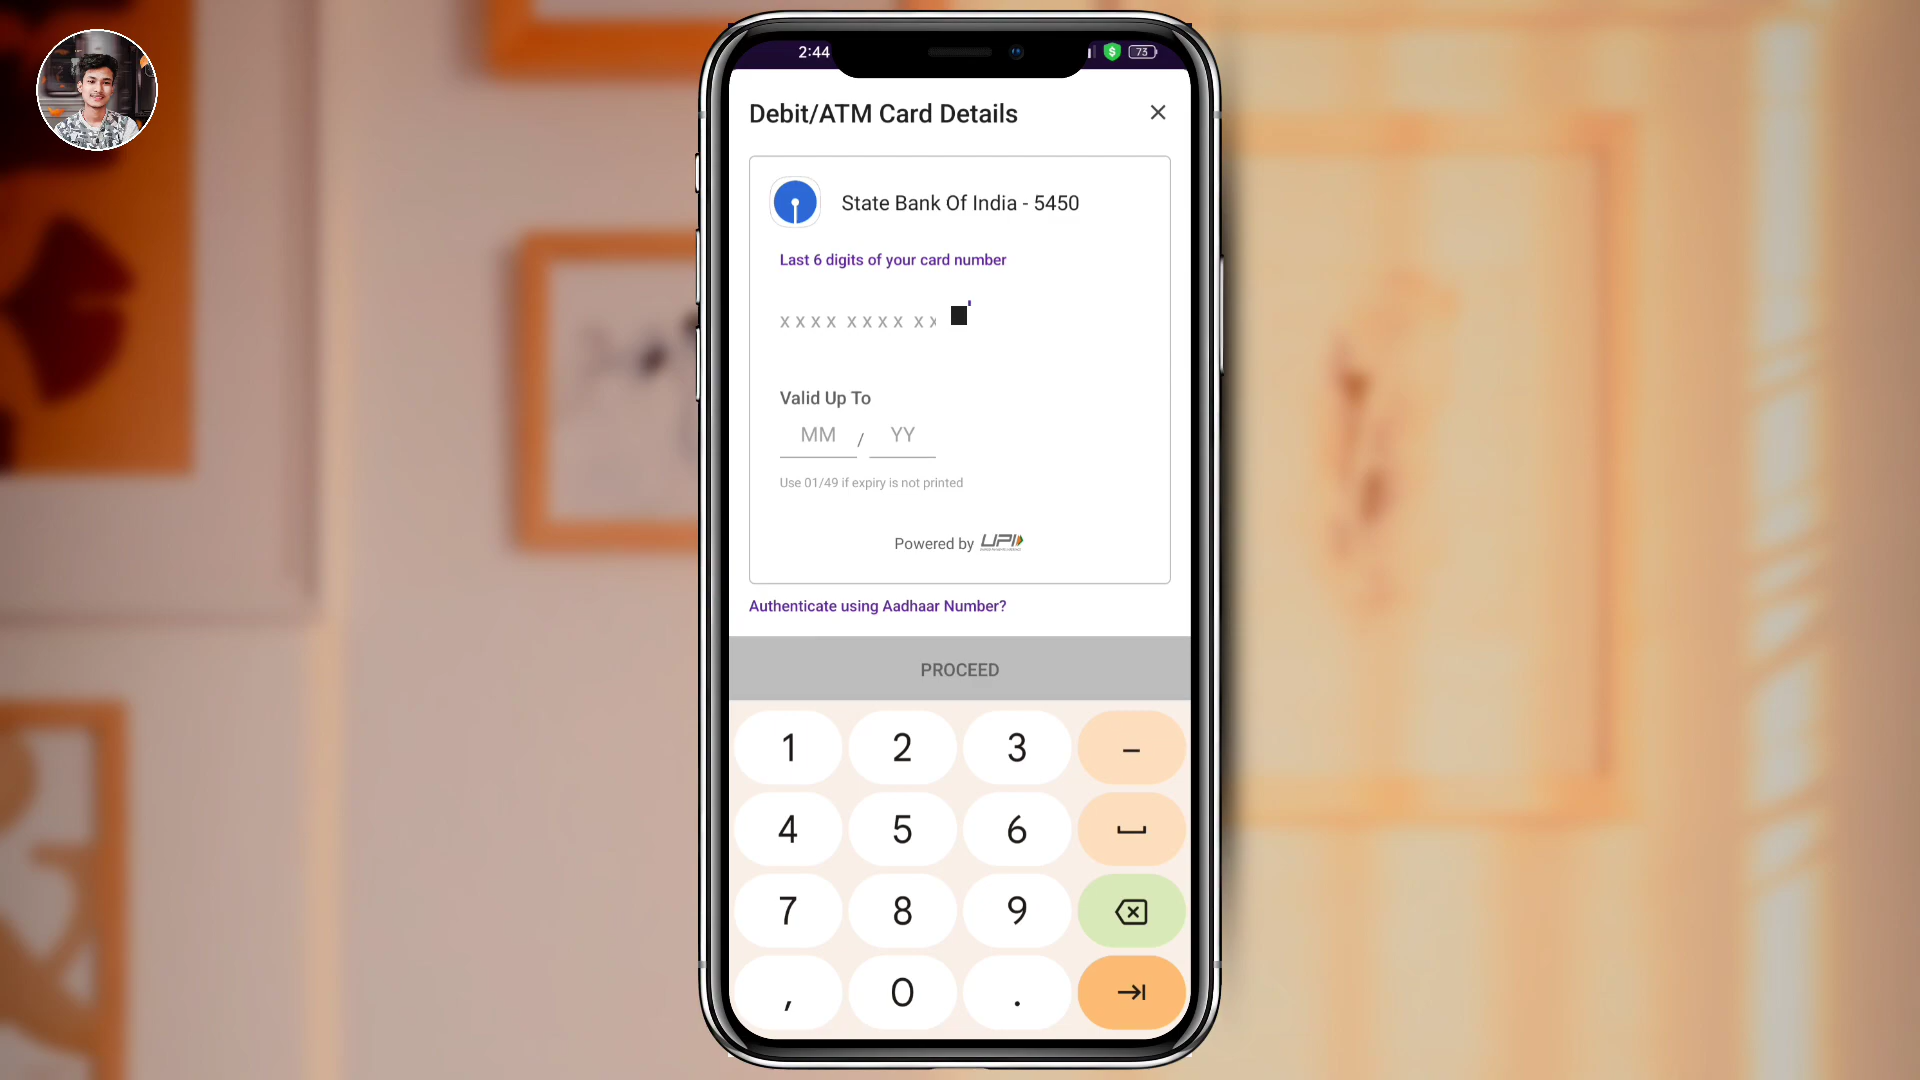 2:44
$
73
Debit/ATM Card Details
State Bank Of India - 5450
Last 6 digits of your card number
X X X X X X X X X X
Valid Up To
MM / YY
Use 01/49 if expiry is not printed
Powered by UPI
Authenticate using Aadhaar Number?
PROCEED
1 2 3 –
4 5 6
7 8 9
, 0 .